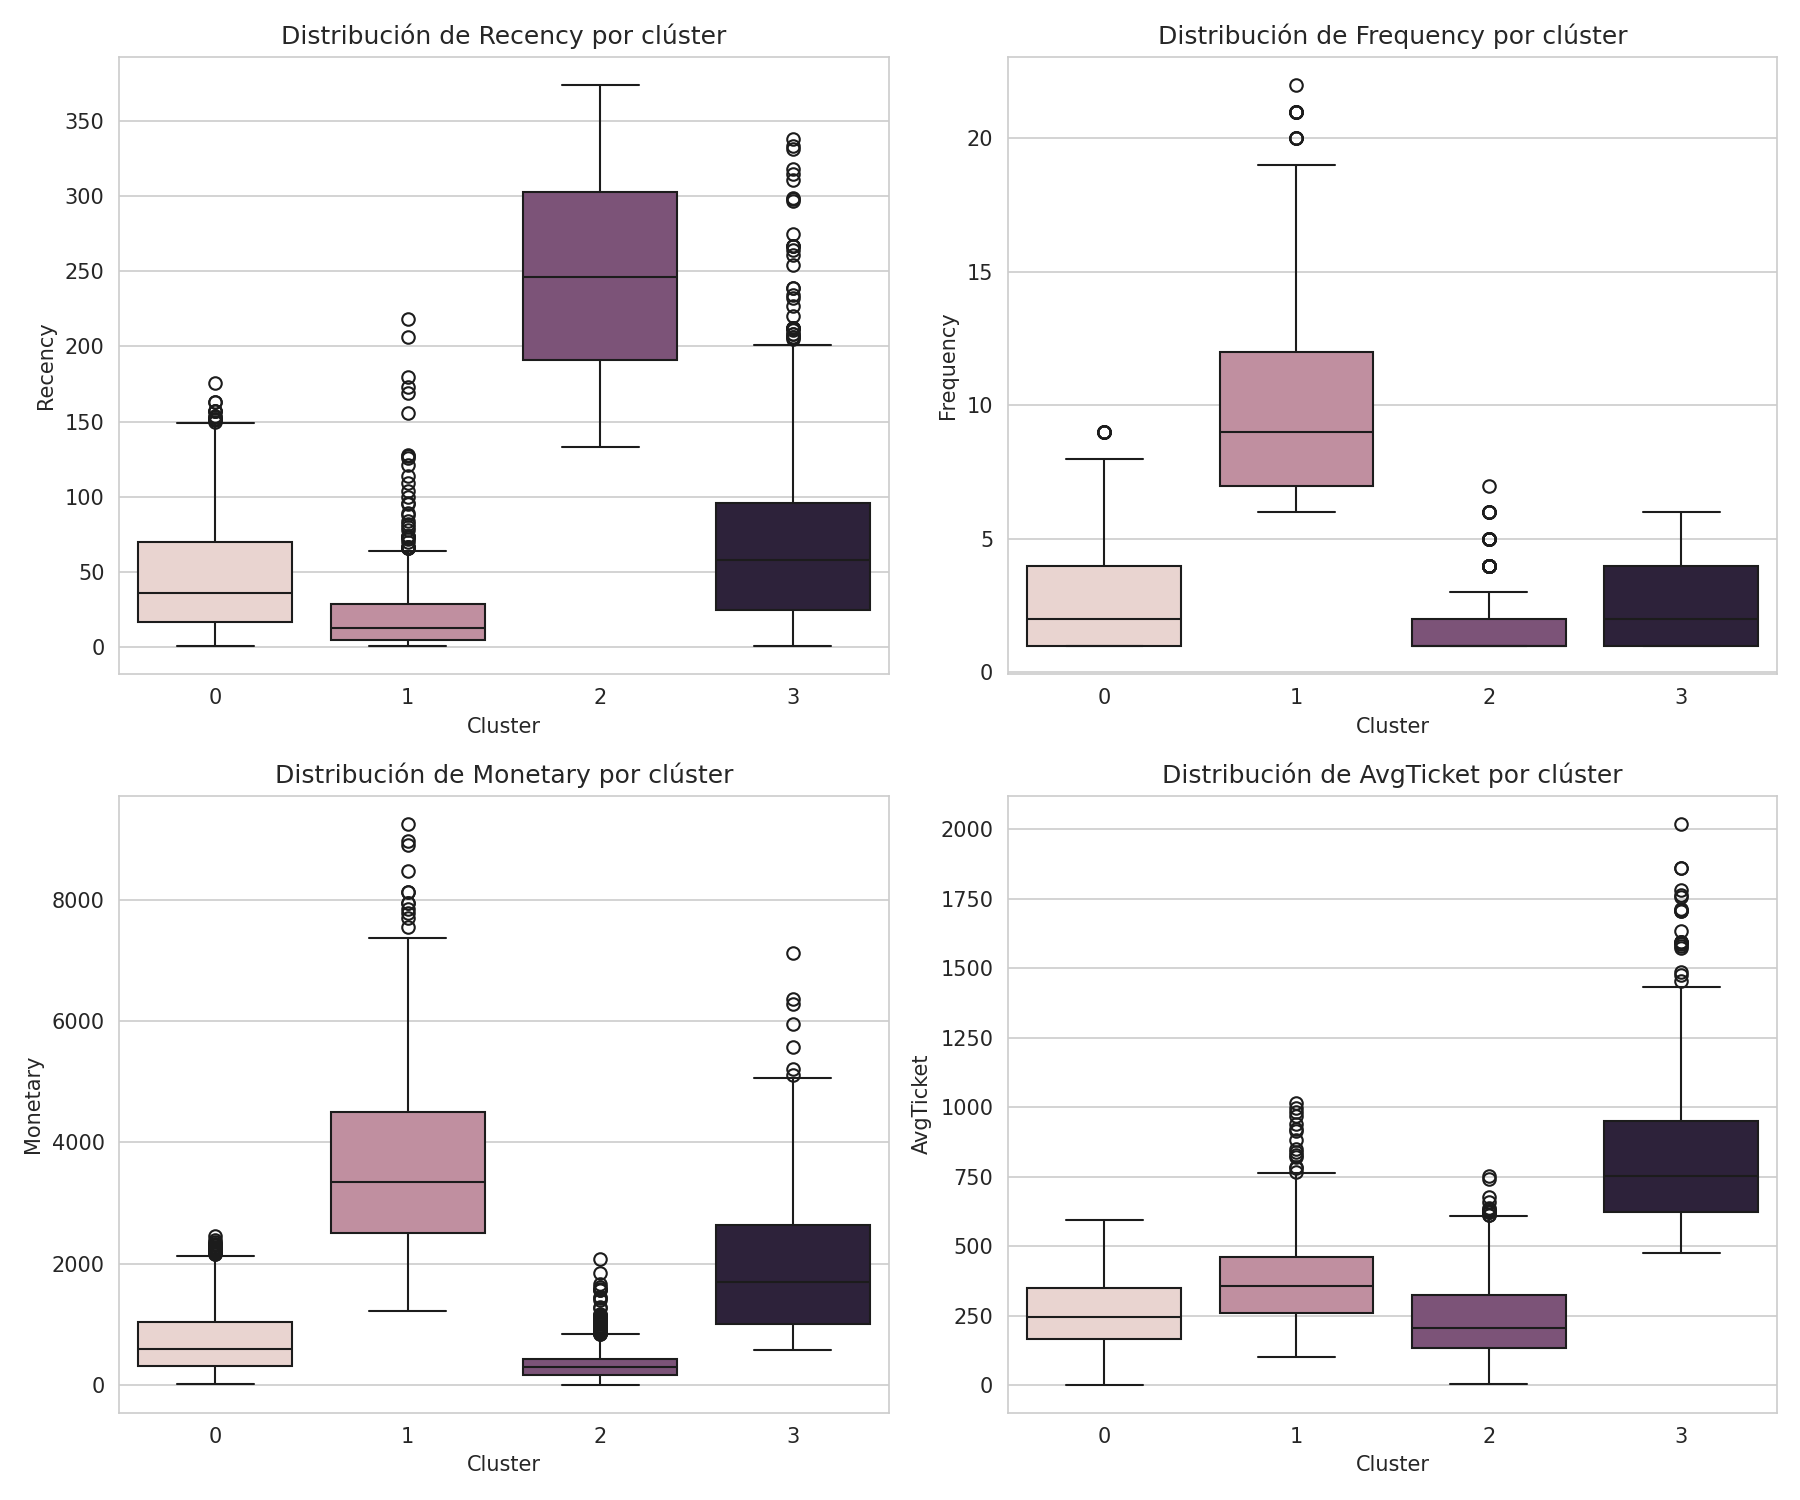 Distribución de Recency por clúster
350
300
250
200
150
100
50
0
Recency
0 1 2 3
Cluster
Distribución de Frequency por clúster
20
15
10
5
0
Frequency
0 1 2 3
Cluster
Distribución de Monetary por clúster
8000
6000
4000
2000
0
Monetary
0 1 2 3
Cluster
Distribución de AvgTicket por clúster
2000
1750
1500
1250
1000
750
500
250
0
AvgTicket
0 1 2 3
Cluster